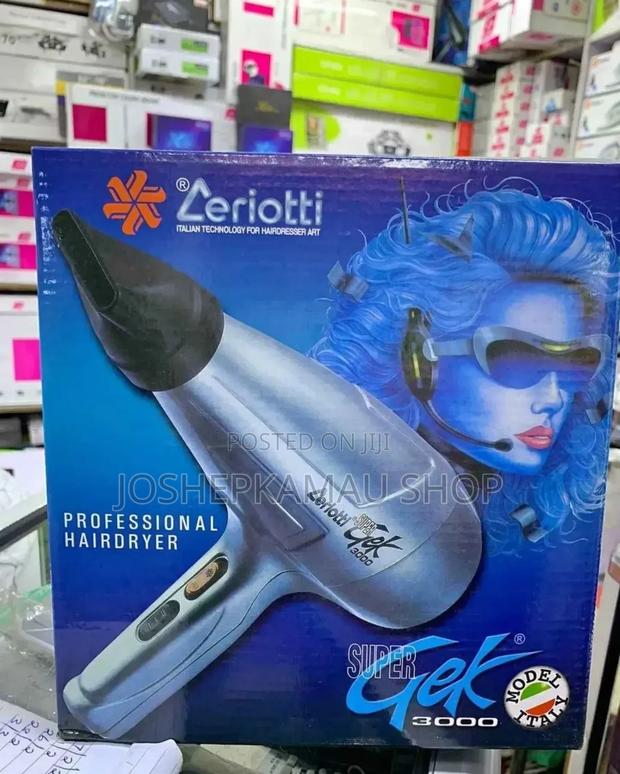 ® Ceriotti
ITALIAN TECHNOLOGY FOR HAIRDRESSER ART
POSTED ON JIJI
JOSHEPKAMAU SHOP
Ceriotti SUPER Gek 3000
PROFESSIONAL
HAIRDRYER
SUPER Gek ®
3000
MODEL
ITALY